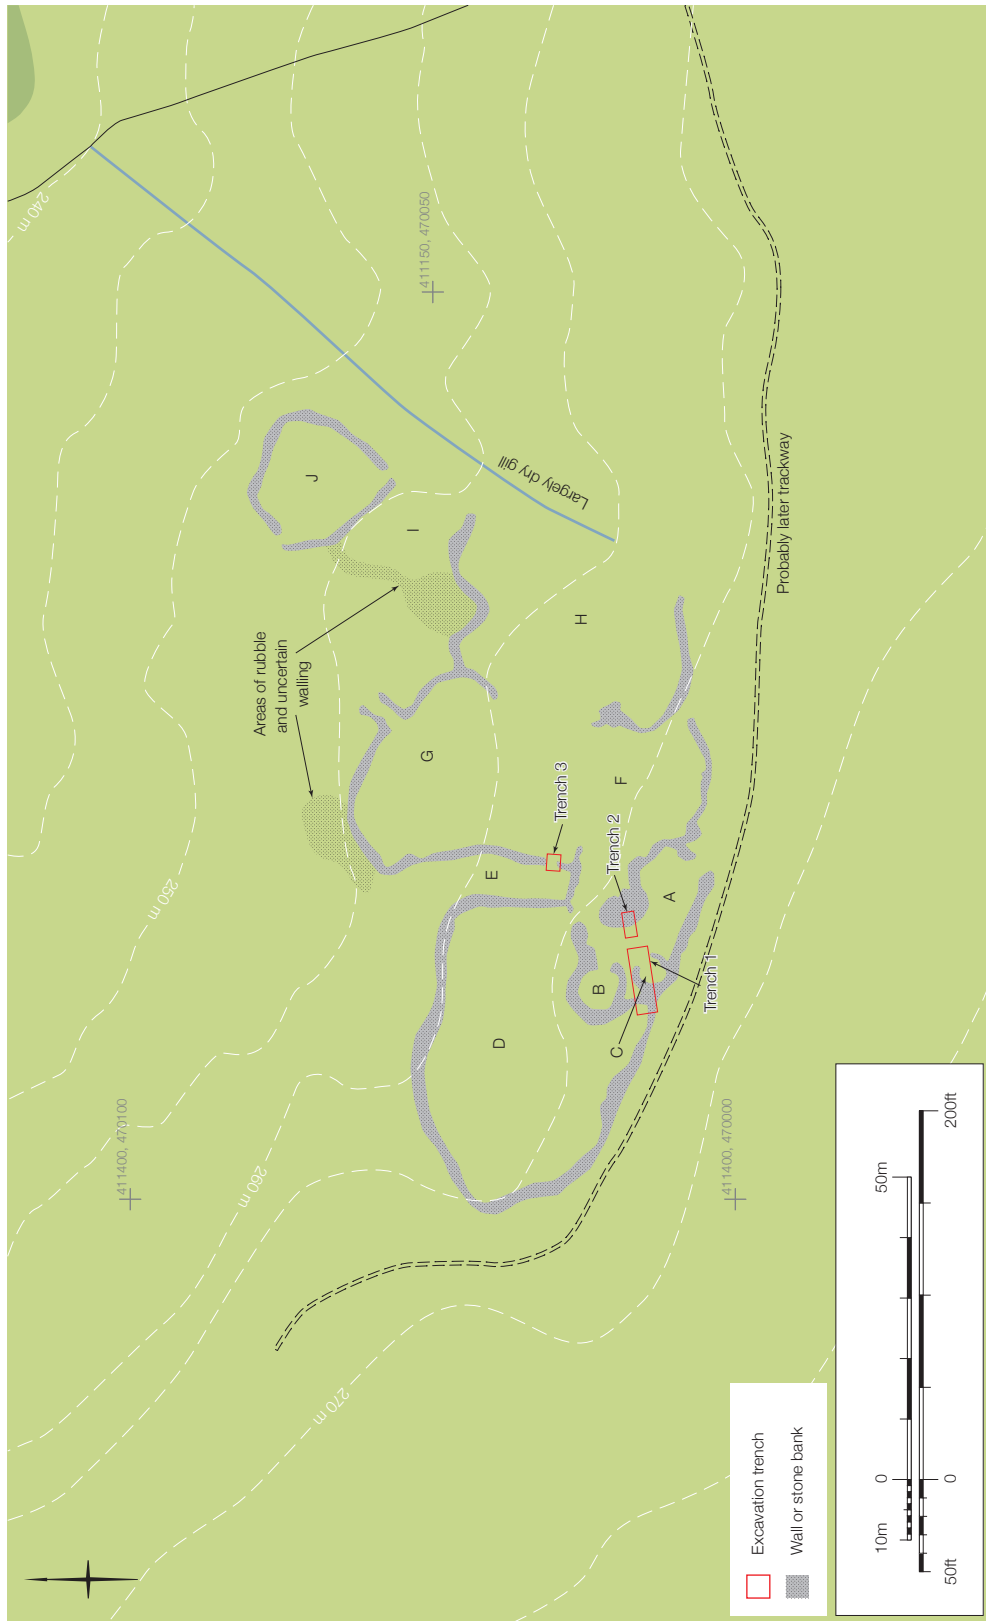 240 m
411150, 470050
J
Largely dry gill
I
Areas of rubble
and uncertain
walling
H
Probably later trackway
G
Trench 3
F
Trench 2
E
A
250 m
B
Trench 1
C
D
411400, 470100
411400, 470000
260 m
270 m
Excavation trench
Wall or stone bank
10m
0
50m
50ft
0
200ft